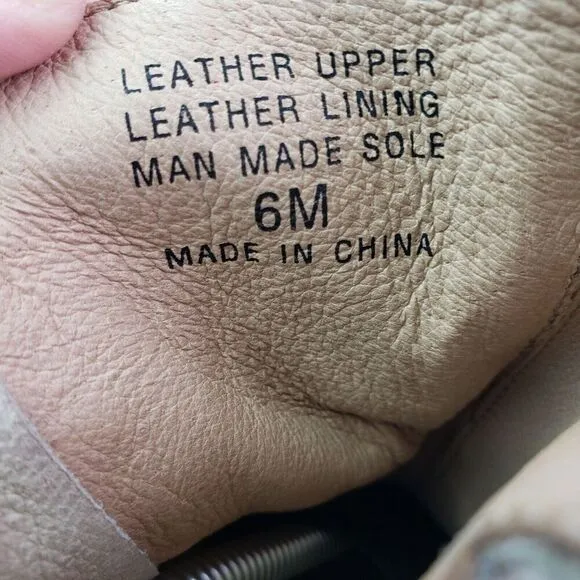 LEATHER UPPER
LEATHER LINING
MAN MADE SOLE
6M
MADE IN CHINA